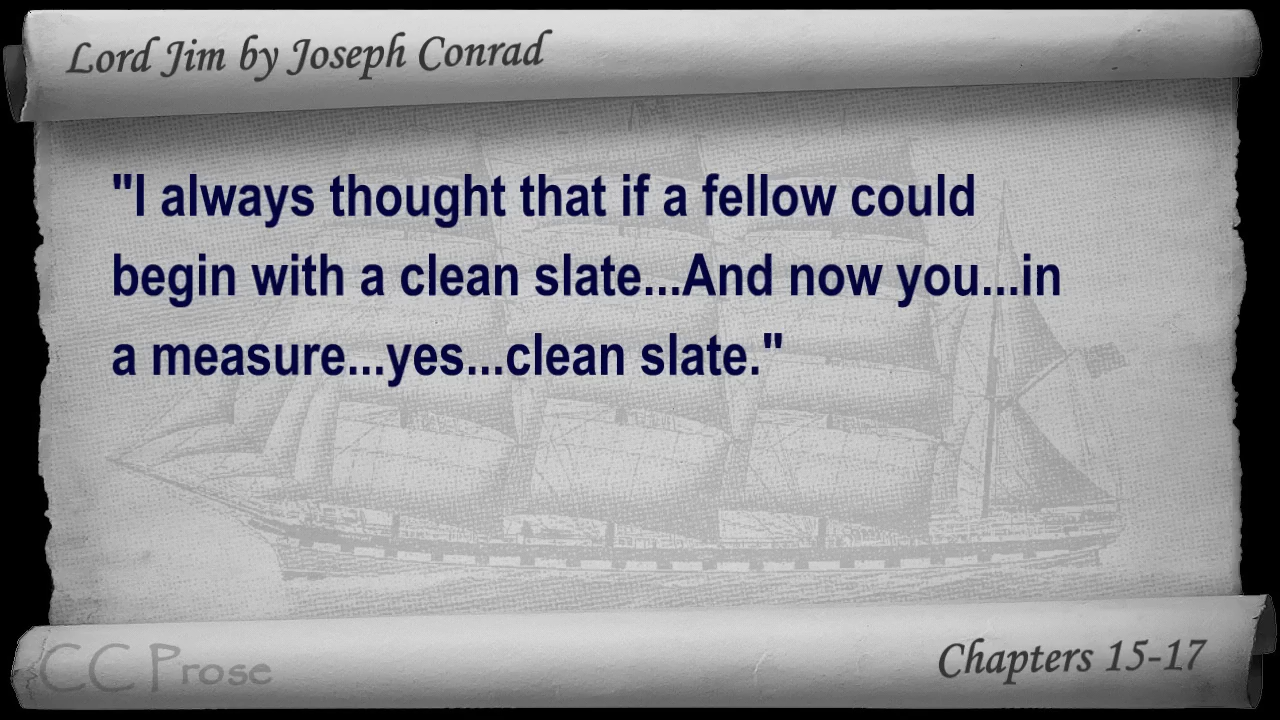 Lord Jim by Joseph Conrad
"I always thought that if a fellow could
begin with a clean slate...And now you...in
a measure...yes...clean slate."
CC Prose
Chapters 15-17